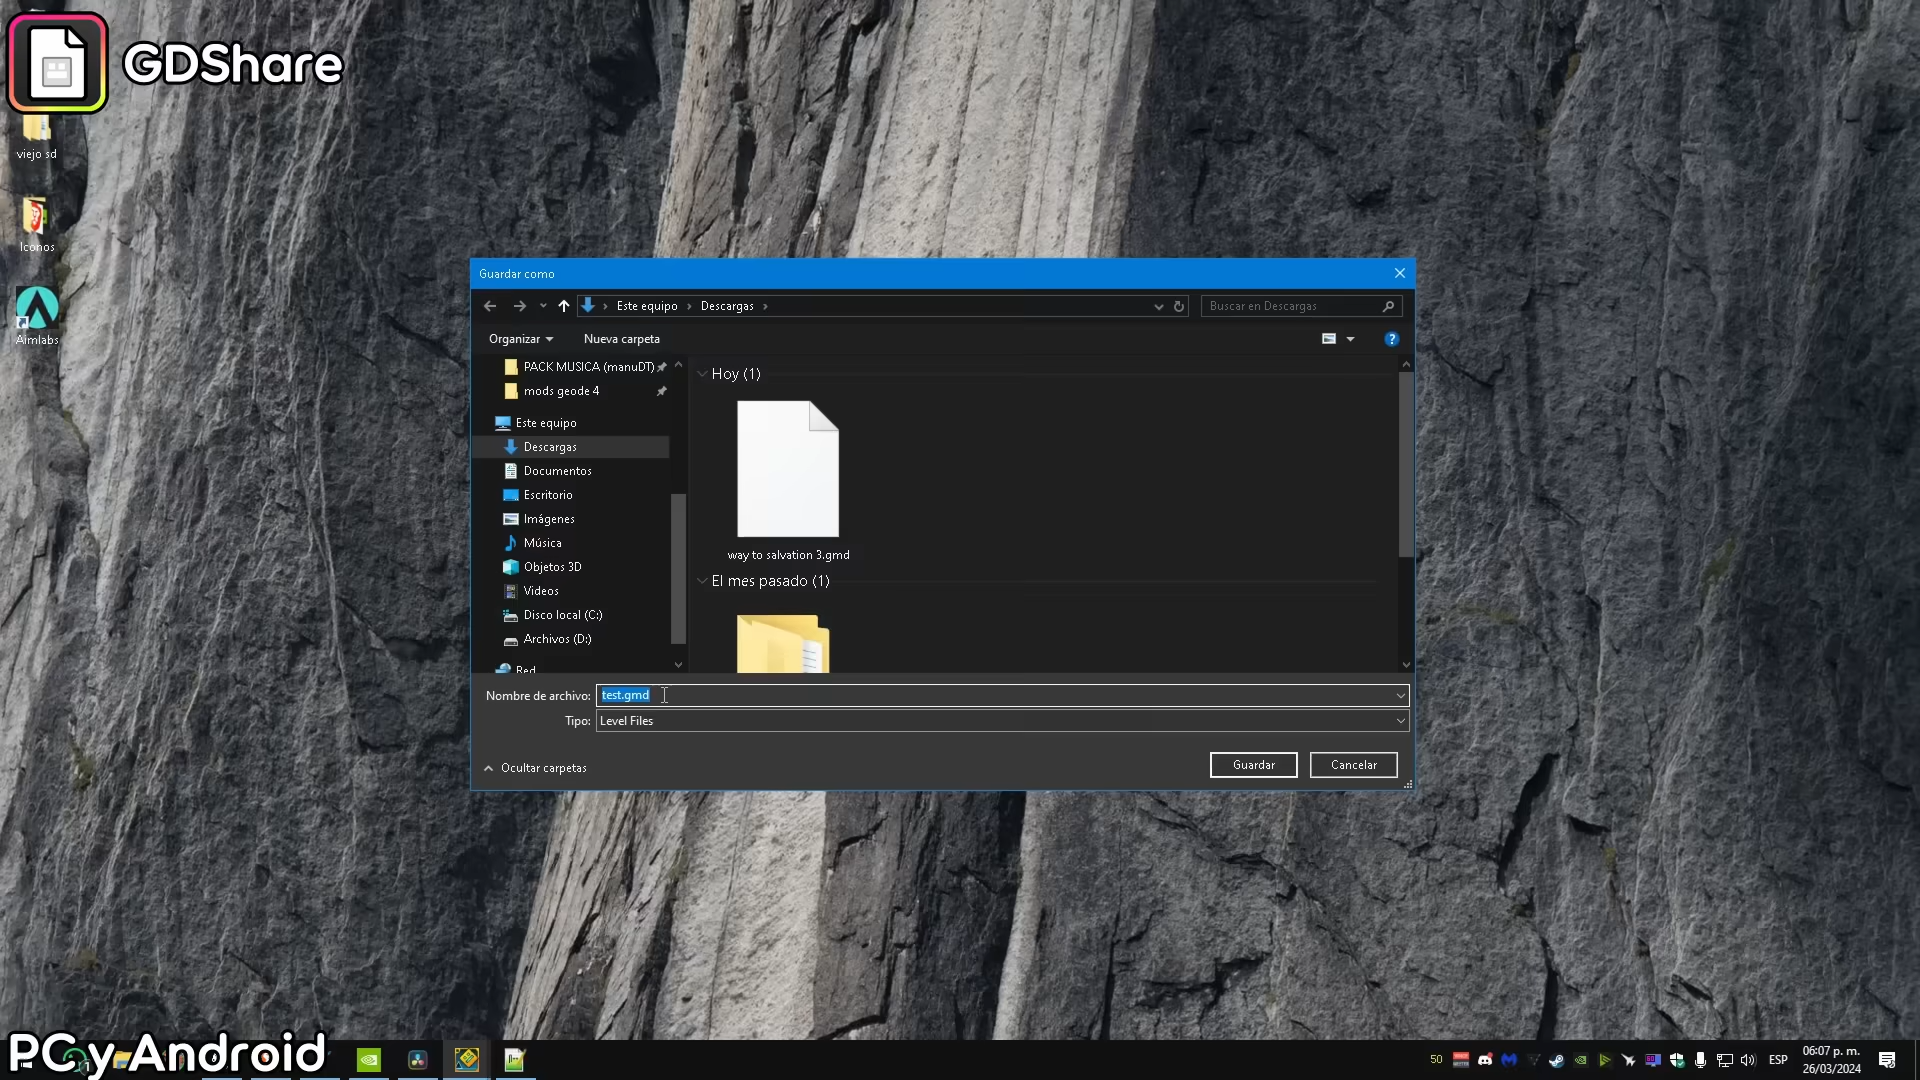 GDShare
viejo sd
Iconos
Aimlabs
Guardar como
Este equipo
Descargas
Buscar en Descargas
Organizar
Nueva carpeta
?
PACK MUSICA (manuDT)
mods geode 4
Este equipo
Descargas
Documentos
Escritorio
Imágenes
Música
Objetos 3D
Videos
Disco local (C:)
Archivos (D:)
Red
Hoy (1)
way to salvation 3.gmd
El mes pasado (1)
Nombre de archivo:
test.gmd
Tipo:
Level Files
Ocultar carpetas
Guardar
Cancelar
PC y Android
50
ESP
06:07 p. m.
26/03/2024